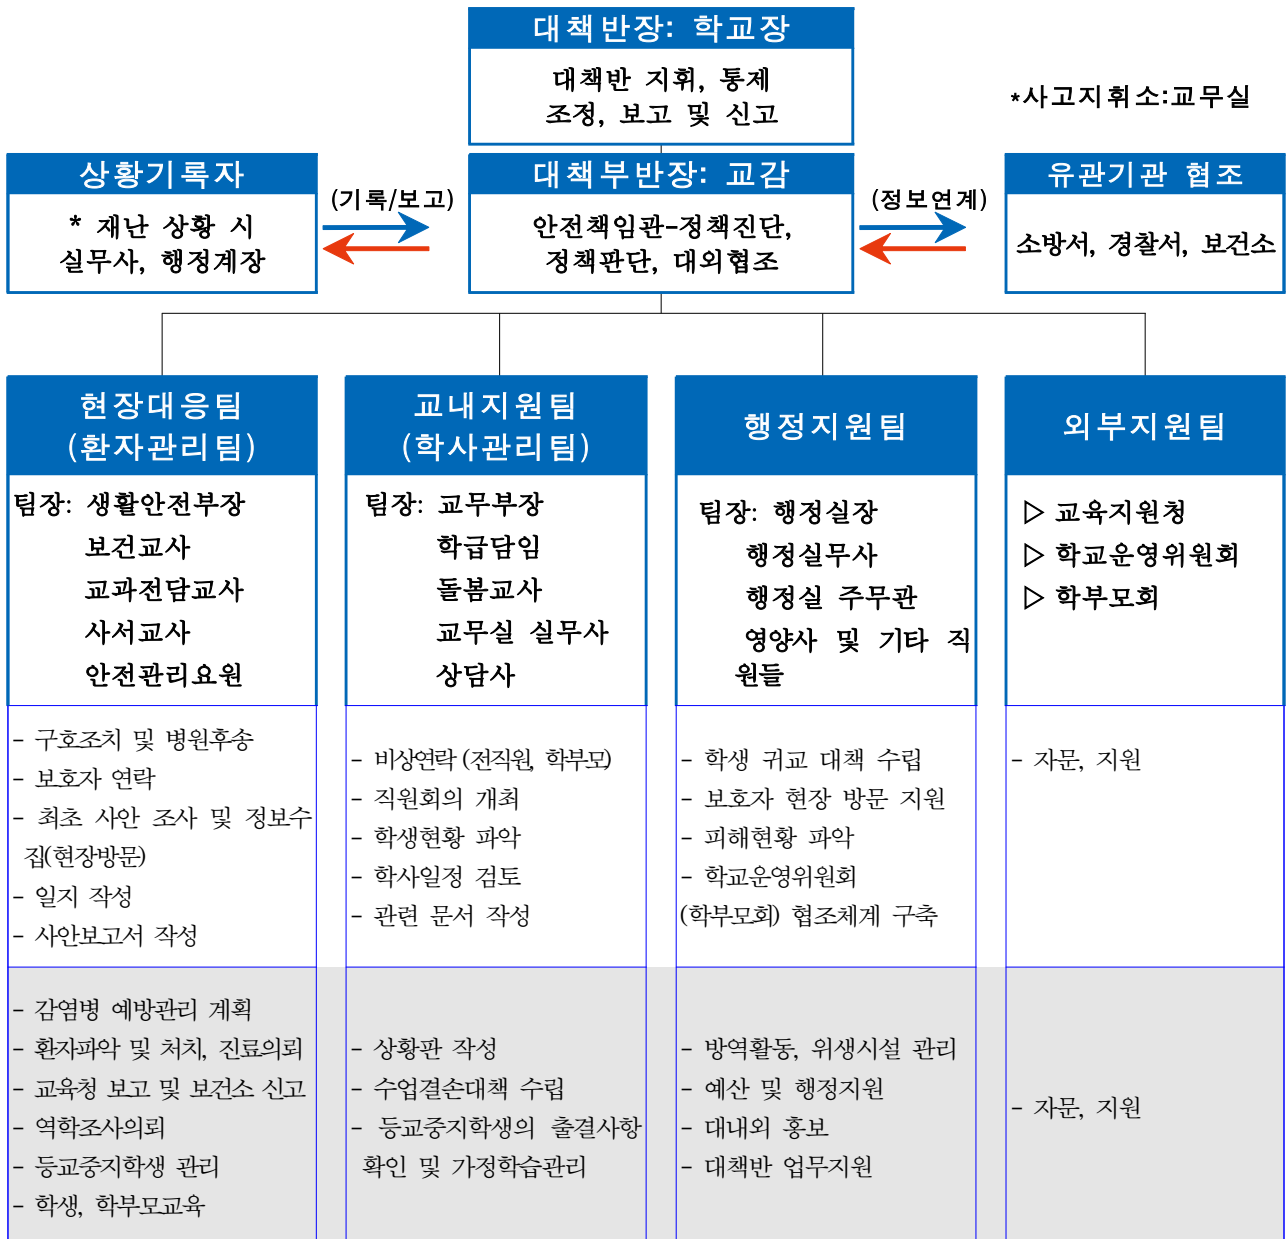 대책반장: 학교장
대책반 지휘, 통제
조정, 보고 및 신고
*사고지휘소:교무실
상황기록자
* 재난 상황 시
실무사, 행정계장
(기록/보고)
대책부반장: 교감
안전책임관-정책진단,
정책판단, 대외협조
(정보연계)
유관기관 협조
소방서, 경찰서, 보건소
현장대응팀
(환자관리팀)
팀장: 생활안전부장
보건교사
교과전담교사
사서교사
안전관리요원
- 구호조치 및 병원후송
- 보호자 연락
- 최초 사안 조사 및 정보수
집(현장방문)
- 일지 작성
- 사안보고서 작성
- 감염병 예방관리 계획
- 환자파악 및 처치, 진료의뢰
- 교육청 보고 및 보건소 신고
- 역학조사의뢰
- 등교중지학생 관리
- 학생, 학부모교육
교내지원팀
(학사관리팀)
팀장: 교무부장
학급담임
돌봄교사
교무실 실무사
상담사
- 비상연락(전직원, 학부모)
- 직원회의 개최
- 학생현황 파악
- 학사일정 검토
- 관련 문서 작성
- 상황판 작성
- 수업결손대책 수립
- 등교중지학생의 출결사항
확인 및 가정학습관리
행정지원팀
팀장: 행정실장
행정실무사
행정실 주무관
영양사 및 기타 직
원들
- 학생 귀교 대책 수립
- 보호자 현장 방문 지원
- 피해현황 파악
- 학교운영위원회
(학부모회) 협조체계 구축
- 방역활동, 위생시설 관리
- 예산 및 행정지원
- 대내외 홍보
- 대책반 업무지원
외부지원팀
▷ 교육지원청
▷ 학교운영위원회
▷ 학부모회
- 자문, 지원
- 자문, 지원